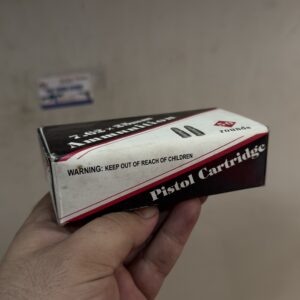 7.62 × 25mm
Ammunition
rounds
WARNING: KEEP OUT OF REACH OF CHILDREN
Pistol Cartridge